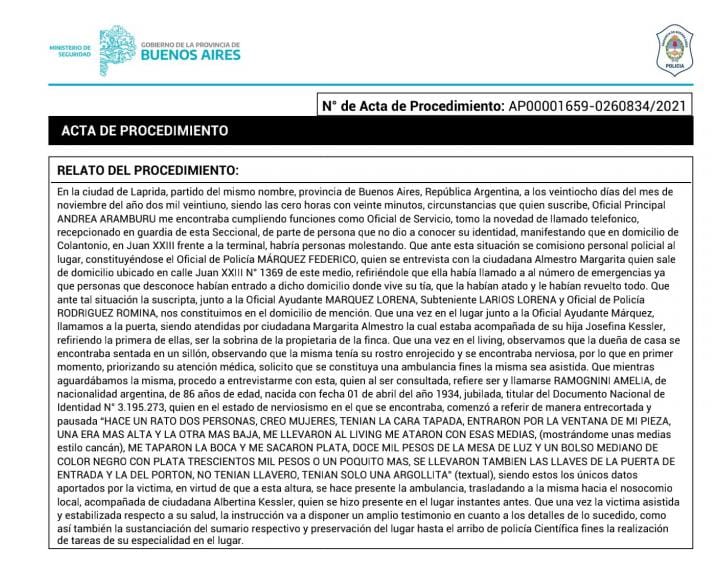 MINISTERIO DE
SEGURIDAD
GOBIERNO DE LA PROVINCIA DE
BUENOS AIRES
POLICIA
N° de Acta de Procedimiento: AP00001659-0260834/2021
ACTA DE PROCEDIMIENTO
RELATO DEL PROCEDIMIENTO:
En la ciudad de Laprida, partido del mismo nombre, provincia de Buenos Aires, República Argentina, a los veintiocho días del mes de
noviembre del año dos mil veintiuno, siendo las cero horas con veinte minutos, circunstancias que quien suscribe, Oficial Principal
ANDREA ARAMBURU me encontraba cumpliendo funciones como Oficial de Servicio, tomo la novedad de llamado telefonico,
recepcionado en guardia de esta Seccional, de parte de persona que no dio a conocer su identidad, manifestando que en domicilio de
Colantonio, en Juan XXIII frente a la terminal, habría personas molestando. Que ante esta situación se comisiono personal policial al
lugar, constituyéndose el Oficial de Policía MÁRQUEZ FEDERICO, quien se entrevista con la ciudadana Almestro Margarita quien sale
de domicilio ubicado en calle Juan XXIII N° 1369 de este medio, refiriéndole que ella había llamado a al número de emergencias ya
que personas que desconoce habían entrado a dicho domicilio donde vive su tía, que la habían atado y le habían revuelto todo. Que
ante tal situación la suscripta, junto a la Oficial Ayudante MARQUEZ LORENA, Subteniente LARIOS LORENA y Oficial de Policía
RODRIGUEZ ROMINA, nos constituimos en el domicilio de mención. Que una vez en el lugar junto a la Oficial Ayudante Márquez,
llamamos a la puerta, siendo atendidas por ciudadana Margarita Almestro la cual estaba acompañada de su hija Josefina Kessler,
refiriendo la primera de ellas, ser la sobrina de la propietaria de la finca. Que una vez en el living, observamos que la dueña de casa se
encontraba sentada en un sillón, observando que la misma tenía su rostro enrojecido y se encontraba nerviosa, por lo que en primer
momento, priorizando su atención médica, solicito que se constituya una ambulancia fines la misma sea asistida. Que mientras
aguardábamos la misma, procedo a entrevistarme con esta, quien al ser consultada, refiere ser y llamarse RAMOGNINI AMELIA, de
nacionalidad argentina, de 86 años de edad, nacida con fecha 01 de abril del año 1934, jubilada, titular del Documento Nacional de
Identidad N° 3.195.273, quien en el estado de nerviosismo en el que se encontraba, comenzó a referir de manera entrecortada y
pausada "HACE UN RATO DOS PERSONAS, CREO MUJERES, TENIAN LA CARA TAPADA, ENTRARON POR LA VENTANA DE MI PIEZA,
UNA ERA MAS ALTA Y LA OTRA MAS BAJA, ME LLEVARON AL LIVING ME ATARON CON ESAS MEDIAS, (mostrándome unas medias
estilo cancán), ME TAPARON LA BOCA Y ME SACARON PLATA, DOCE MIL PESOS DE LA MESA DE LUZ Y UN BOLSO MEDIANO DE
COLOR NEGRO CON PLATA TRESCIENTOS MIL PESOS O UN POQUITO MAS, SE LLEVARON TAMBIEN LAS LLAVES DE LA PUERTA DE
ENTRADA Y LA DEL PORTON, NO TENIAN LLAVERO, TENIAN SOLO UNA ARGOLLITA" (textual), siendo estos los únicos datos
aportados por la victima, en virtud de que a esta altura, se hace presente la ambulancia, trasladando a la misma hacia el nosocomio
local, acompañada de ciudadana Albertina Kessler, quien se hizo presente en el lugar instantes antes. Que una vez la victima asistida
y estabilizada respecto a su salud, la instrucción va a disponer un amplio testimonio en cuanto a los detalles de lo sucedido, como
así también la sustanciación del sumario respectivo y preservación del lugar hasta el arribo de policía Científica fines la realización
de tareas de su especialidad en el lugar.